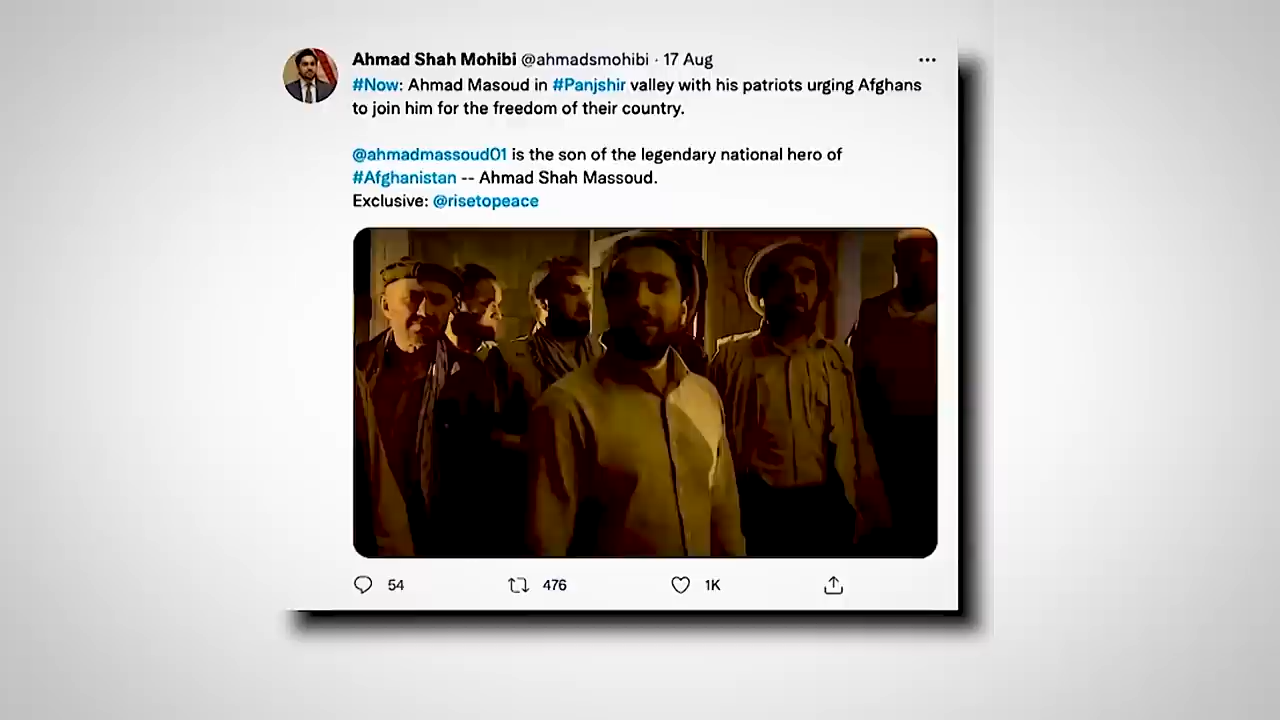 Ahmad Shah Mohibi @ahmadsmohibi · 17 Aug
#Now: Ahmad Masoud in #Panjshir valley with his patriots urging Afghans
to join him for the freedom of their country.
@ahmadmassoud01 is the son of the legendary national hero of
#Afghanistan -- Ahmad Shah Massoud.
Exclusive: @risetopeace
54 476 1K